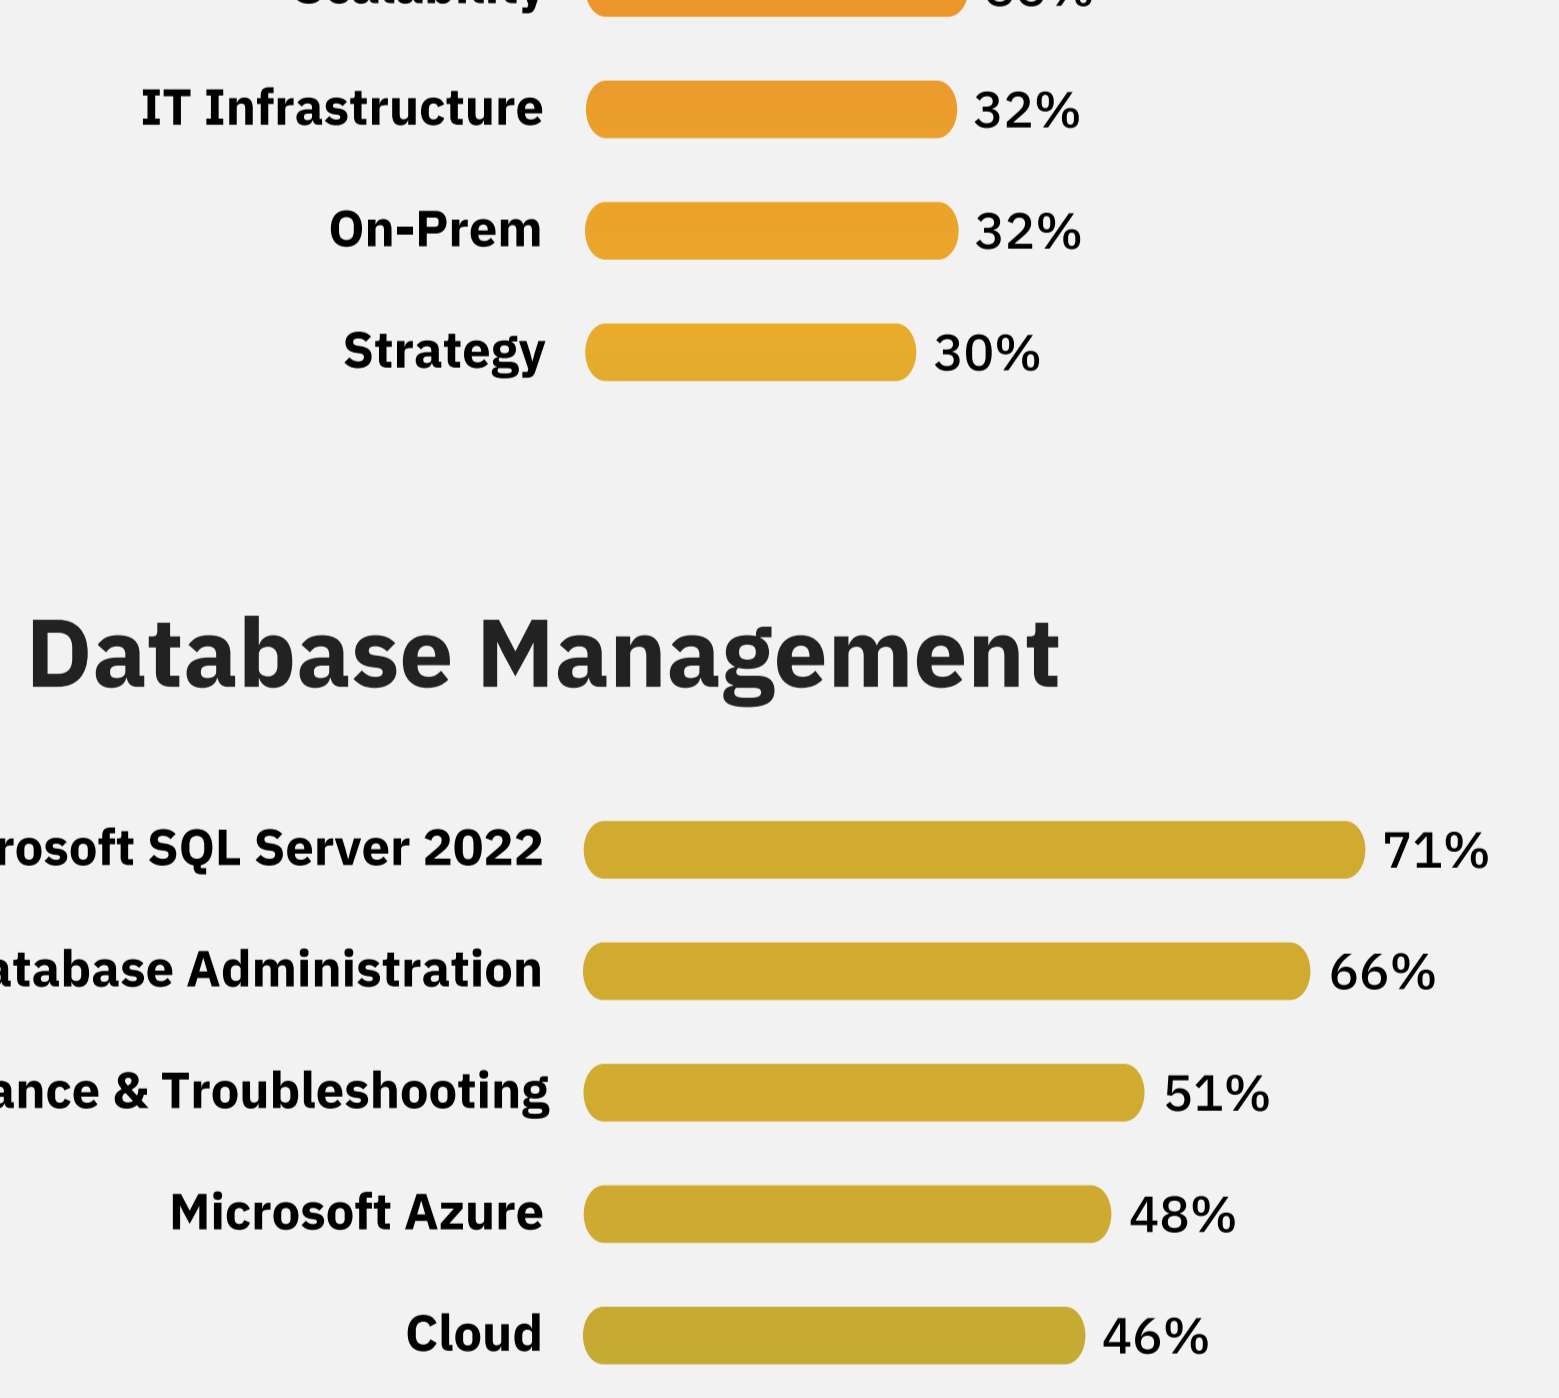 Scalability
IT Infrastructure 32%
On-Prem 32%
Strategy 30%
Database Management
rosoft SQL Server 2022 71%
atabase Administration 66%
ance & Troubleshooting 51%
Microsoft Azure 48%
Cloud 46%